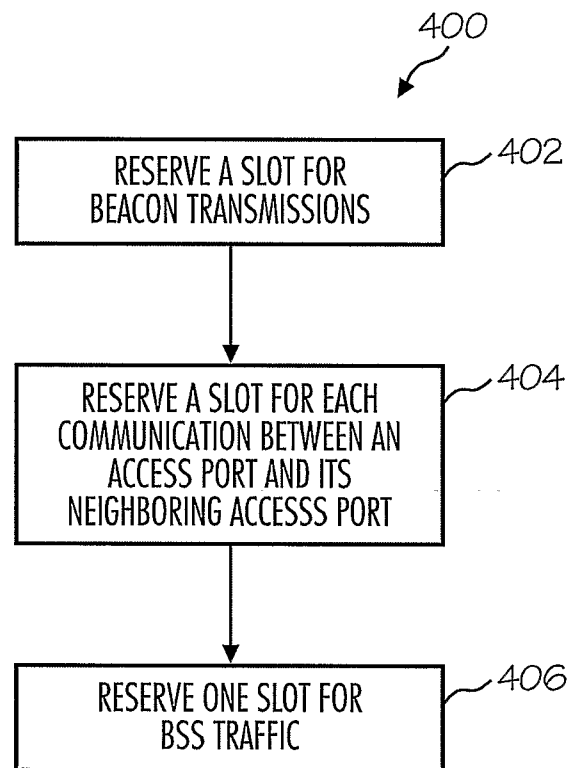 400
RESERVE A SLOT FOR
BEACON TRANSMISSIONS
402
RESERVE A SLOT FOR EACH
COMMUNICATION BETWEEN AN
ACCESS PORT AND ITS
NEIGHBORING ACCESSS PORT
404
RESERVE ONE SLOT FOR
BSS TRAFFIC
406